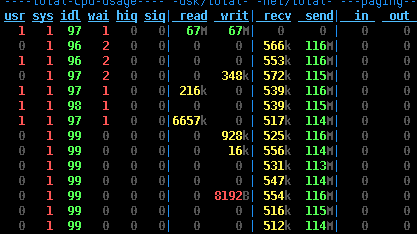 ----total-cpu-usage---- -dsk/total- -net/total- ---paging--
usr sys idl wai hiq siq| read writ| recv send| in out
1 1 97 1 0 0| 67M 67M| 0 0 | 0 0
0 1 96 2 0 0| 0 0 | 566k 116M| 0 0
1 1 96 2 0 0| 0 0 | 553k 116M| 0 0
0 1 97 2 0 0| 0 348k| 572k 115M| 0 0
1 1 97 1 0 0| 216k 0 | 539k 116M| 0 0
1 1 98 1 0 0| 0 0 | 539k 115M| 0 0
1 1 97 1 0 0|6657k 0 | 517k 114M| 0 0
0 1 99 0 0 0| 0 928k| 525k 116M| 0 0
0 1 99 0 0 0| 0 16k| 556k 114M| 0 0
0 1 99 0 0 0| 0 0 | 531k 113M| 0 0
0 1 99 0 0 0| 0 0 | 547k 114M| 0 0
0 1 99 0 0 0| 0 8192B| 554k 116M| 0 0
0 1 99 0 0 0| 0 0 | 516k 115M| 0 0
0 1 99 0 0 0| 0 0 | 512k 114M| 0 0